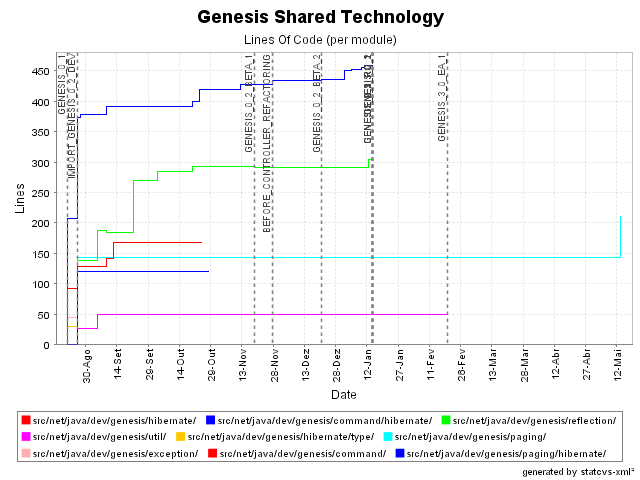 Genesis Shared Technology
Lines Of Code (per module)
GENESIS_0_1
IMPORT_GENESIS_0_2_DEV
GENESIS_0_2_BETA_1
BEFORE_CONTROLLER_REFACTORING
GENESIS_0_2_BETA_2
GENESIS_3_0_EA_1
Lines
450
400
350
300
250
200
150
100
50
0
30-Ago
14-Set
29-Set
14-Out
29-Out
13-Nov
28-Nov
13-Dez
28-Dez
12-Jan
27-Jan
11-Fev
26-Fev
13-Mar
28-Mar
12-Abr
27-Abr
12-Mai
Date
src/net/java/dev/genesis/hibernate/ src/net/java/dev/genesis/command/hibernate/ src/net/java/dev/genesis/reflection/
src/net/java/dev/genesis/util/ src/net/java/dev/genesis/hibernate/type/ src/net/java/dev/genesis/paging/
src/net/java/dev/genesis/exception/ src/net/java/dev/genesis/command/ src/net/java/dev/genesis/paging/hibernate/
generated by statcvs-xml²